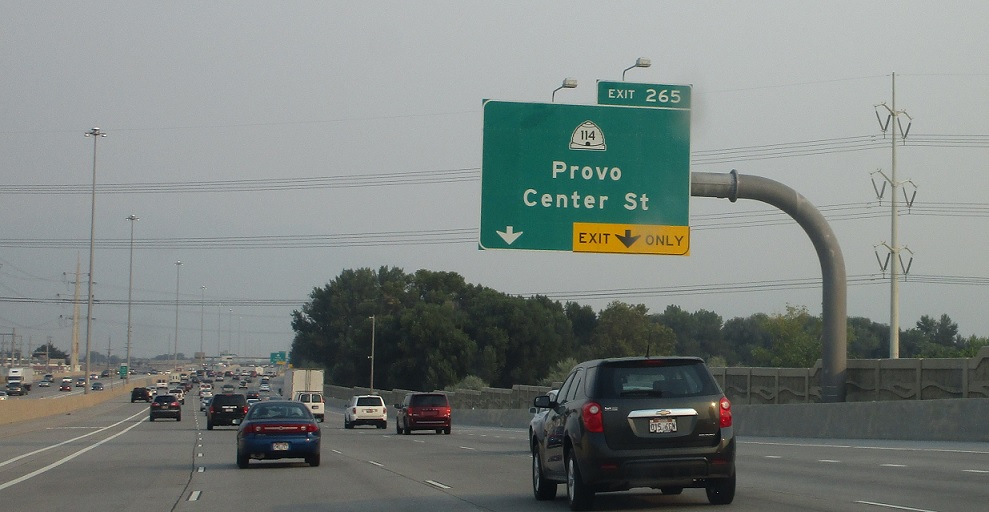 EXIT 265
114
Provo
Center St
EXIT ONLY